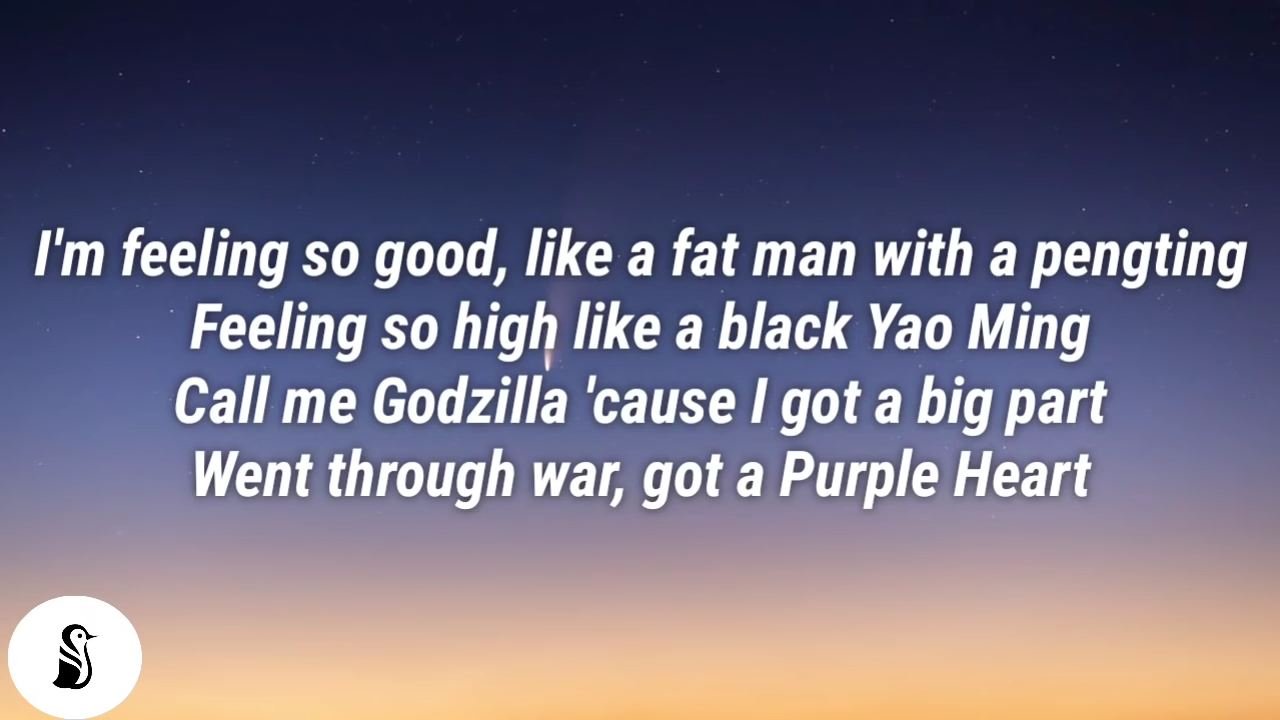 I'm feeling so good, like a fat man with a pengting
Feeling so high like a black Yao Ming
Call me Godzilla 'cause I got a big part
Went through war, got a Purple Heart